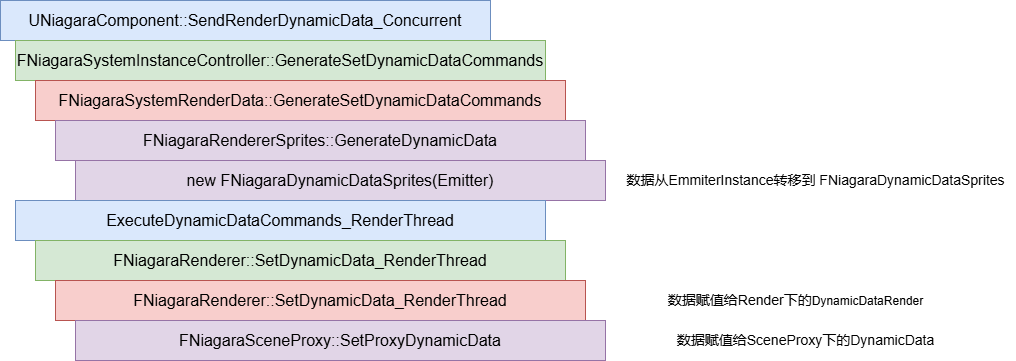 UNiagaraComponent::SendRenderDynamicData_Concurrent
FNiagaraSystemInstanceController::GenerateSetDynamicDataCommands
FNiagaraSystemRenderData::GenerateSetDynamicDataCommands
FNiagaraRendererSprites::GenerateDynamicData
new FNiagaraDynamicDataSprites(Emitter) 数据从EmmiterInstance转移到 FNiagaraDynamicDataSprites
ExecuteDynamicDataCommands_RenderThread
FNiagaraRenderer::SetDynamicData_RenderThread
FNiagaraRenderer::SetDynamicData_RenderThread 数据赋值给Render下的DynamicDataRender
FNiagaraSceneProxy::SetProxyDynamicData 数据赋值给SceneProxy下的DynamicData